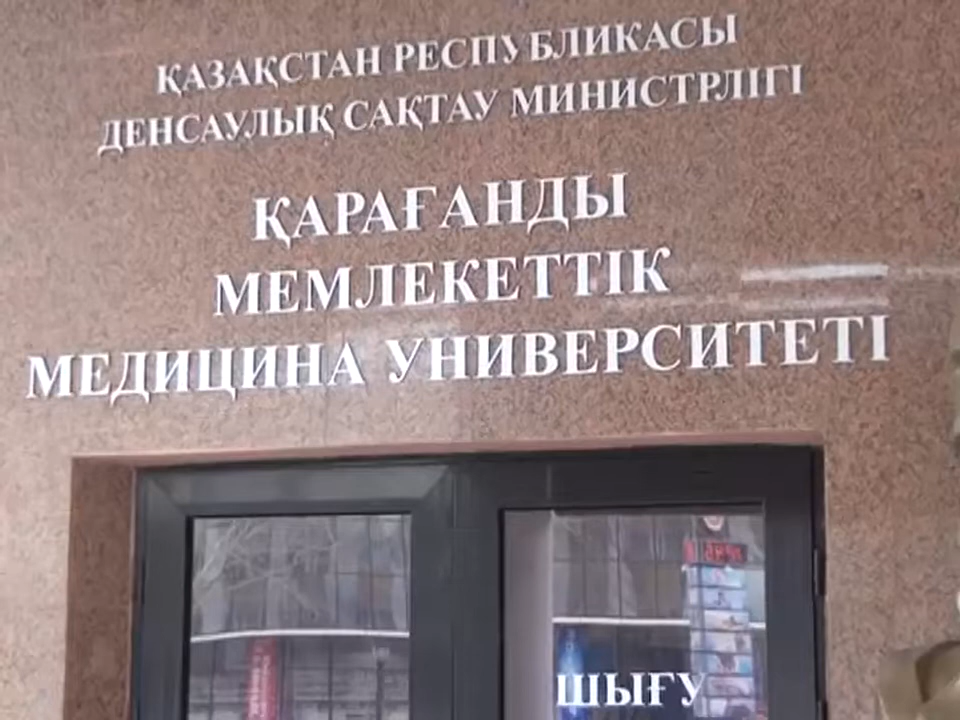 ҚАЗАҚСТАН РЕСПУБЛИКАСЫ
ДЕНСАУЛЫҚ САҚТАУ МИНИСТРЛІГІ
ҚАРАҒАНДЫ
МЕМЛЕКЕТТІК
МЕДИЦИНА УНИВЕРСИТЕТІ
ШЫҒУ